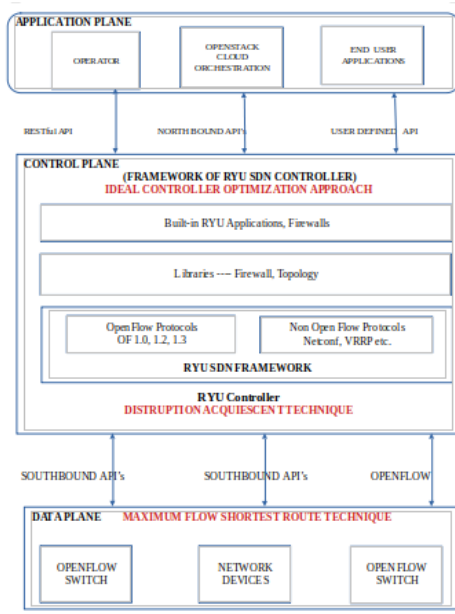 APPLICATION PLANE
OPERATOR
OPENSTACK
CLOUD
ORCHESTRATION
END USER
APPLICATIONS
RESTful API
NORTH BOUND API's
USER DEFINED API
CONTROL PLANE
(FRAMEWORK OF RYU SDN CONTROLLER)
IDEAL CONTROLLER OPTIMIZATION APPROACH
Built-in RYU Applications, Firewalls
Libraries ---- Firewall, Topology
OpenFlow Protocols
OF 1.0, 1.2, 1.3
Non Open Flow Protocols
Netconf, VRRP etc.
RYU SDN FRAMEWORK
RYU Controller
DISTRUPTION ACQUIESCENT TECHNIQUE
SOUTHBOUND API's
SOUTHBOUND API's
OPENFLOW
DATA PLANE MAXIMUM FLOW SHORTEST ROUTE TECHNIQUE
OPENFLOW
SWITCH
NETWORK
DEVICES
OPEN FLOW
SWITCH